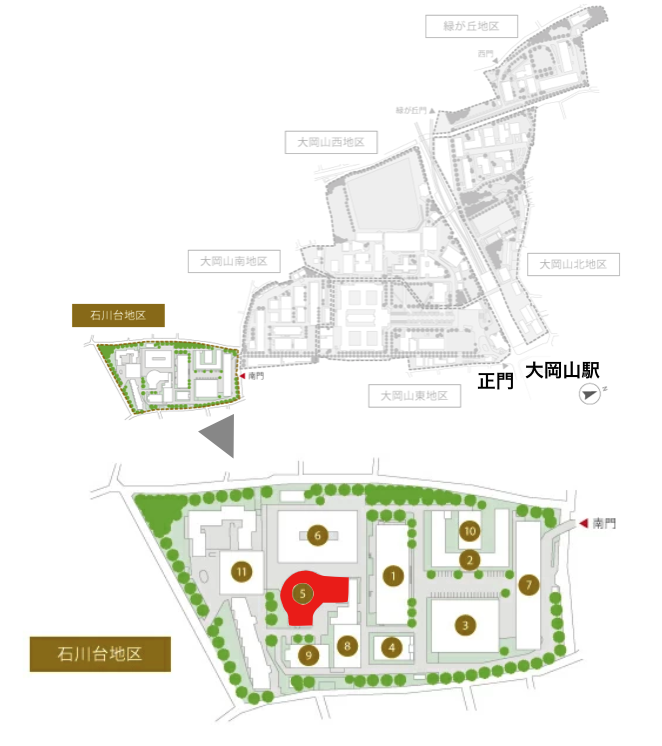 緑が丘地区
西門
緑が丘門
大岡山西地区
大岡山南地区
大岡山北地区
石川台地区
南門
大岡山東地区
正門
大岡山駅
N
10
南門
6
2
11
1
7
5
3
9
8
4
石川台地区